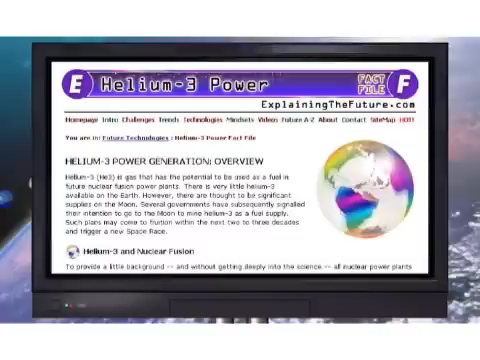 E Helium-3 Power FACT FILE F
ExplainingTheFuture.com
Homepage Intro Challenges Trends Technologies Mindsets Videos Future A-Z About Contact SiteMap HOT!
You are in: Future Technologies | Helium-3 Power Fact File
HELIUM-3 POWER GENERATION: OVERVIEW
Helium-3 (He3) is gas that has the potential to be used as a fuel in
future nuclear fusion power plants. There is very little helium-3
available on the Earth. However, there are thought to be significant
supplies on the Moon. Several governments have subsequently signalled
their intention to go to the Moon to mine helium-3 as a fuel supply.
Such plans may come to fruition within the next two to three decades
and trigger a new Space Race.
Helium-3 and Nuclear Fusion
To provide a little background -- and without getting deeply into the science -- all nuclear power plants